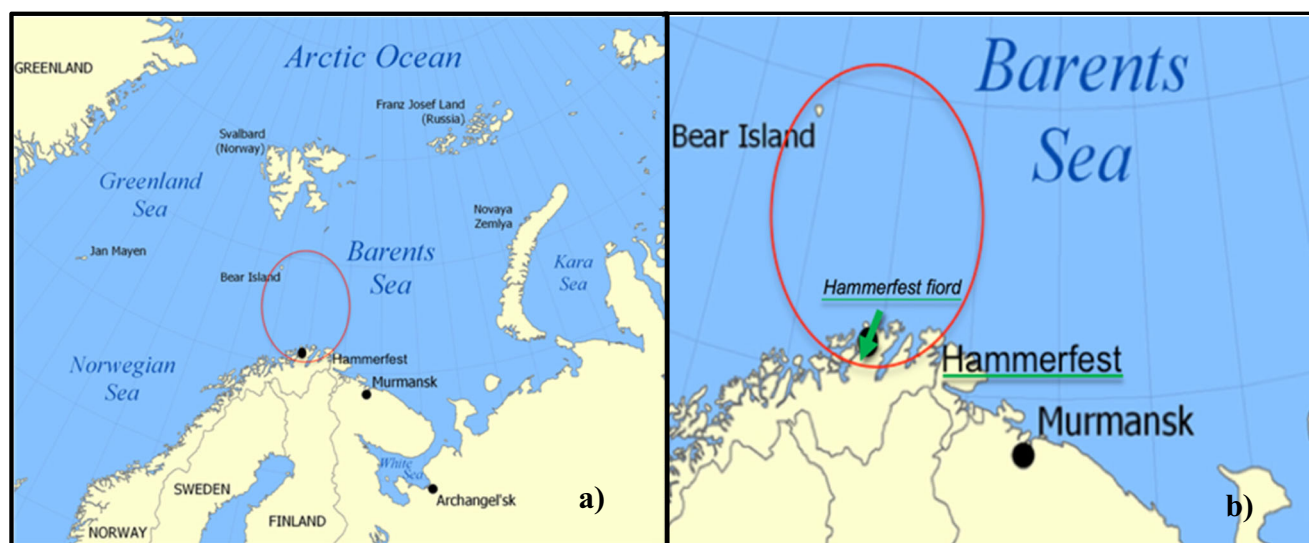 Arctic Ocean
GREENLAND
Franz Josef Land
(Russia)
Svalbard
(Norway)
Greenland
Sea
Novaya
Zemlya
Jan Mayen
Barents
Sea
Kara
Sea
Bear Island
Norwegian
Sea
Hammerfest
Murmansk
White
Sea
SWEDEN
Archangel'sk
NORWAY
FINLAND
a)
Barents
Sea
Bear Island
Hammerfest fiord
Hammerfest
Murmansk
b)